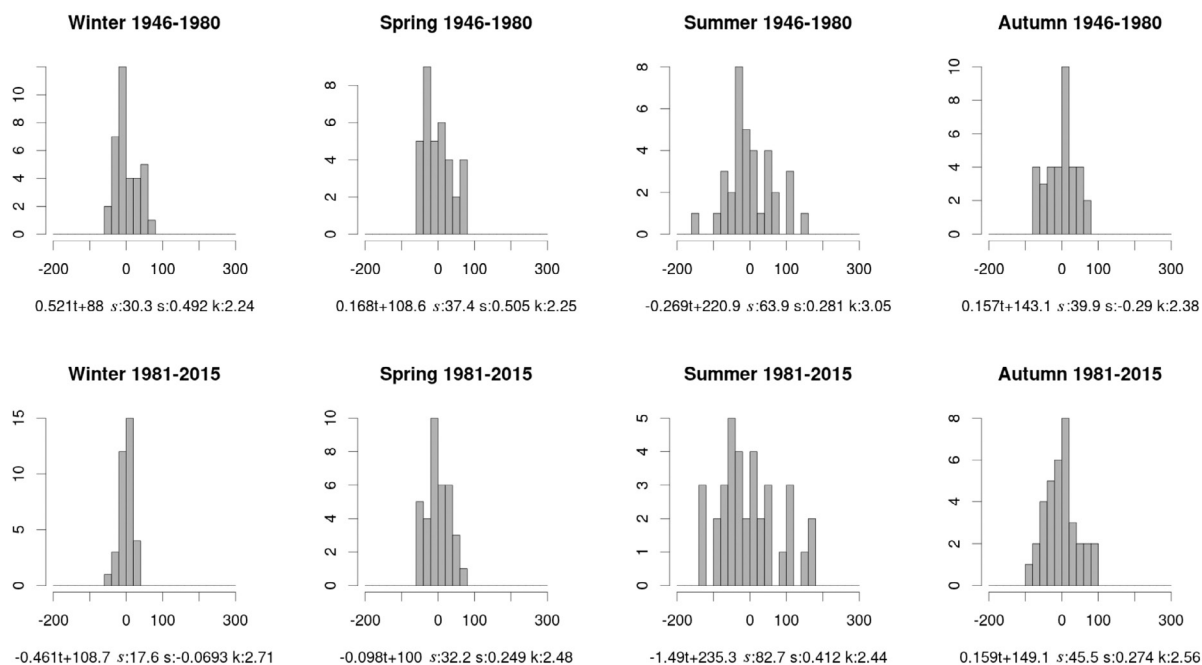 Winter 1946-1980
Spring 1946-1980
Summer 1946-1980
Autumn 1946-1980
0 2 4 6 8 10
0 2 4 6 8
0 2 4 6 8
0 2 4 6 8 10
-200 0 100 300
-200 0 100 300
-200 0 100 300
-200 0 100 300
0.521t+88 s:30.3 s:0.492 k:2.24
0.168t+108.6 s:37.4 s:0.505 k:2.25
-0.269t+220.9 s:63.9 s:0.281 k:3.05
0.157t+143.1 s:39.9 s:-0.29 k:2.38
Winter 1981-2015
Spring 1981-2015
Summer 1981-2015
Autumn 1981-2015
0 5 10 15
0 2 4 6 8 10
0 1 2 3 4 5
0 2 4 6 8
-200 0 100 300
-200 0 100 300
-200 0 100 300
-200 0 100 300
-0.461t+108.7 s:17.6 s:-0.0693 k:2.71
-0.098t+100 s:32.2 s:0.249 k:2.48
-1.49t+235.3 s:82.7 s:0.412 k:2.44
0.159t+149.1 s:45.5 s:0.274 k:2.56